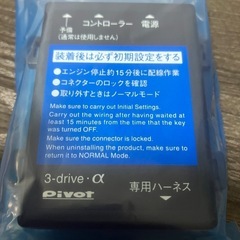 コントローラー 電源
予備
(通常は使用しません)
装着後は必ず初期設定をする
●エンジン停止約15分後に配線作業
●コネクターのロックを確認
●取り外すときはノーマルモード
Make sure to carry out Initial Settings.
Carry out the wiring after having waited at
least 15 minutes from the time that the key
was turned OFF.
Make sure the connector is locked.
When uninstalling the product, make sure to
return it to NORMAL Mode.
3-drive・α
Pivot
専用ハーネス